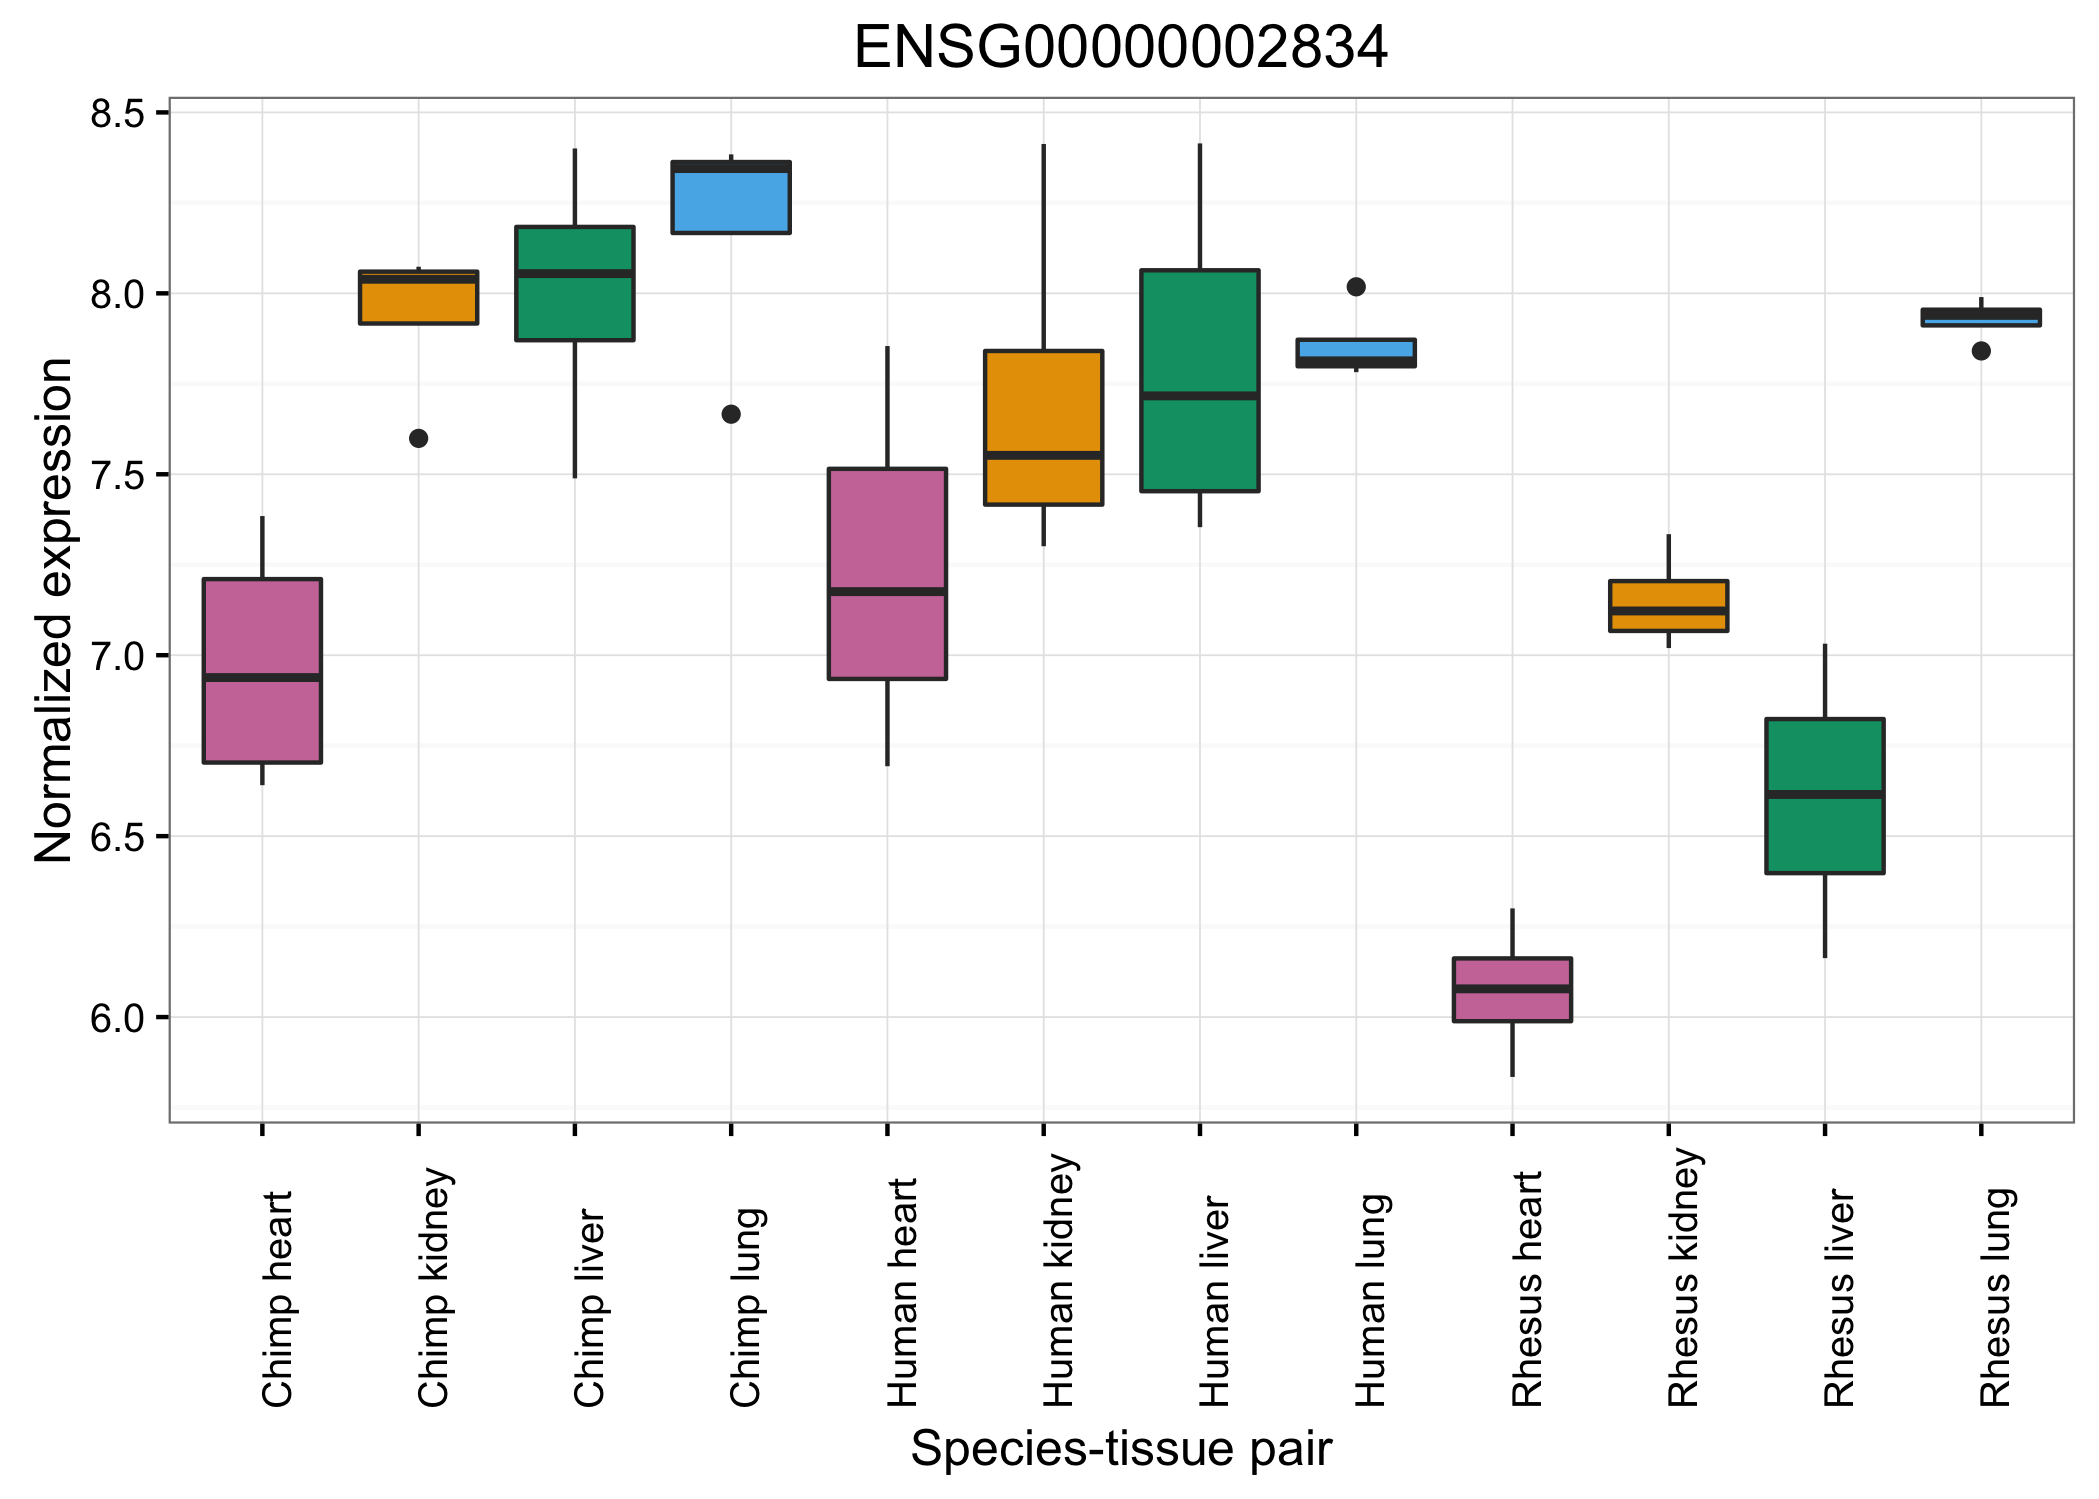 ENSG00000002834
8.5
8.0
7.5
7.0
6.5
6.0
Normalized expression
Chimp heart
Chimp kidney
Chimp liver
Chimp lung
Human heart
Human kidney
Human liver
Human lung
Rhesus heart
Rhesus kidney
Rhesus liver
Rhesus lung
Species-tissue pair